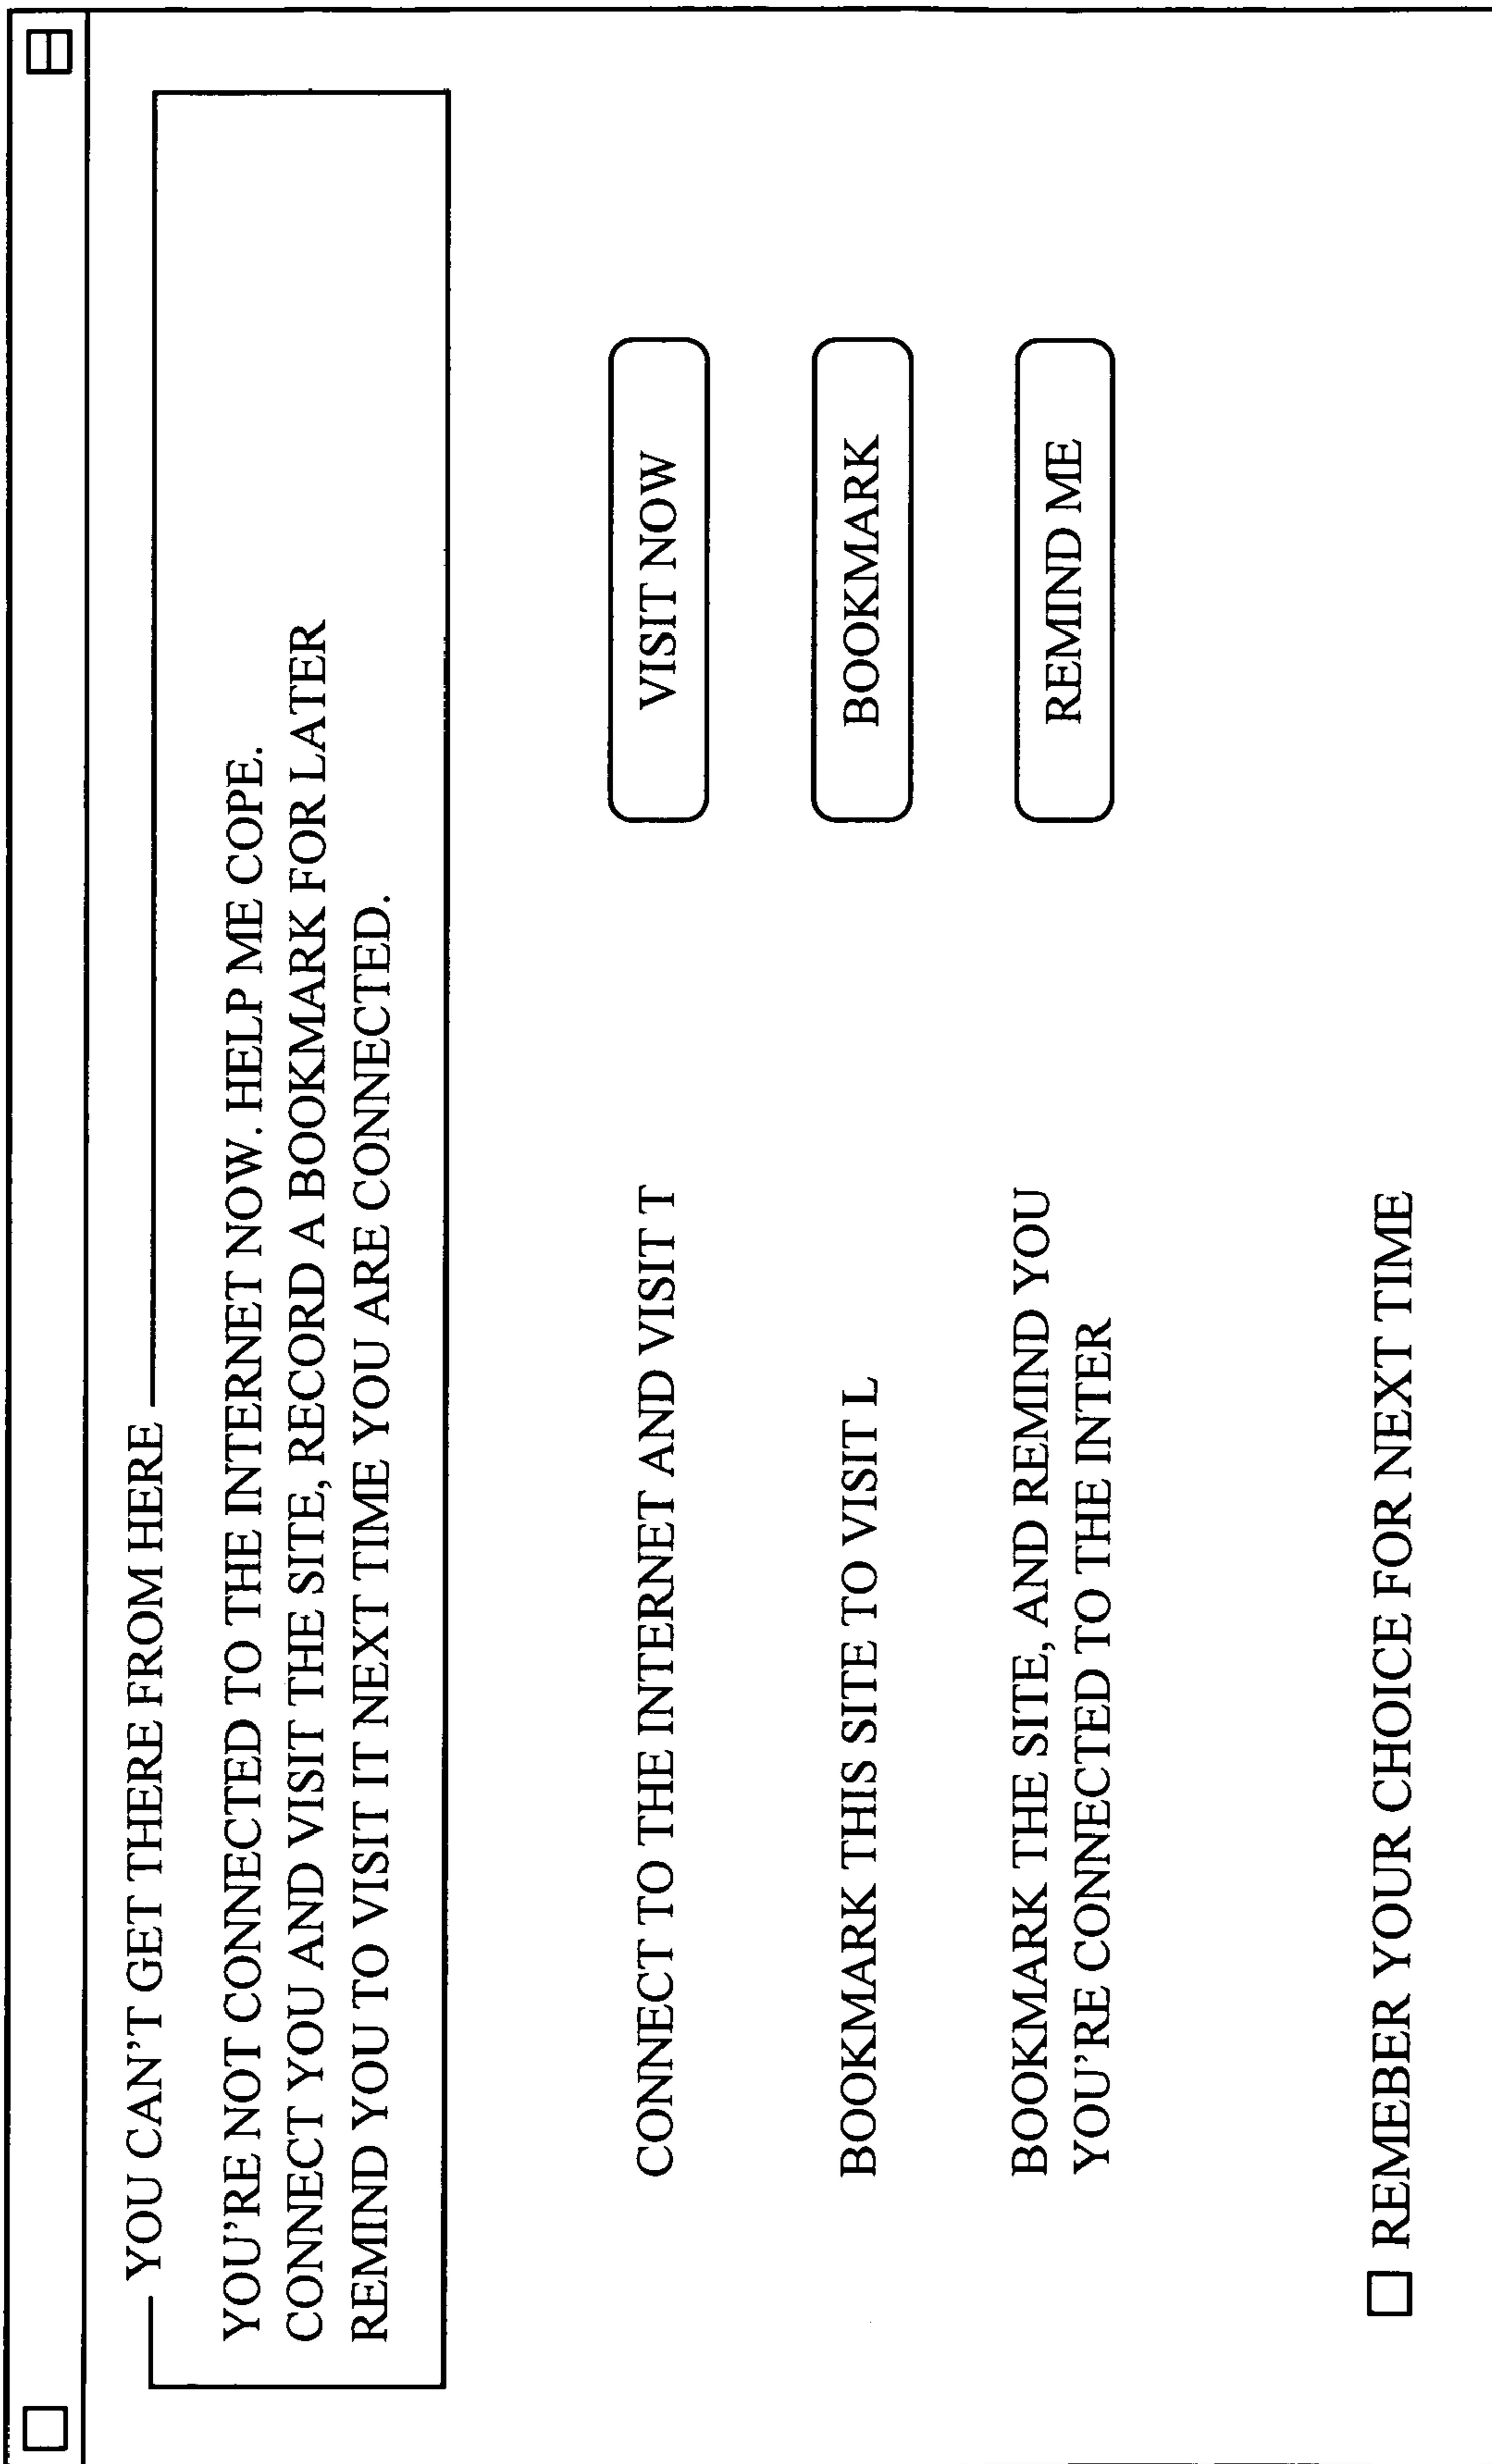 YOU CAN'T GET THERE FROM HERE
YOU'RE NOT CONNECTED TO THE INTERNET NOW. HELP ME COPE.
CONNECT YOU AND VISIT THE SITE, RECORD A BOOKMARK FOR LATER
REMIND YOU TO VISIT IT NEXT TIME YOU ARE CONNECTED.
CONNECT TO THE INTERNET AND VISIT T
VISIT NOW
BOOKMARK THIS SITE TO VISIT L
BOOKMARK
BOOKMARK THE SITE, AND REMIND YOU
YOU'RE CONNECTED TO THE INTER
REMIND ME
REMEBER YOUR CHOICE FOR NEXT TIME